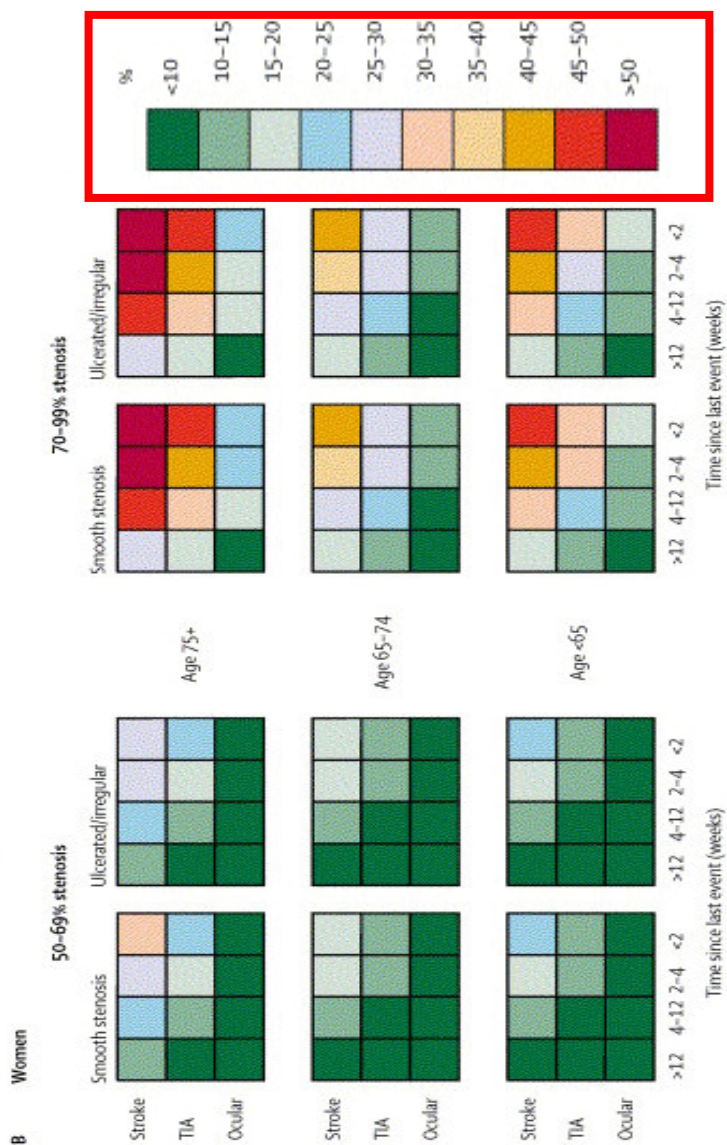 B Women
50–69% stenosis 70–99% stenosis
Smooth stenosis Ulcerated/irregular Smooth stenosis Ulcerated/irregular
Stroke
TIA
Ocular
Age 75+
Age 65–74
Age <65
Stroke
TIA
Ocular
Stroke
TIA
Ocular
>12 4–12 2–4 <2 >12 4–12 2–4 <2 >12 4–12 2–4 <2 >12 4–12 2–4 <2
Time since last event (weeks) Time since last event (weeks)
%
<10
10–15
15–20
20–25
25–30
30–35
35–40
40–45
45–50
>50